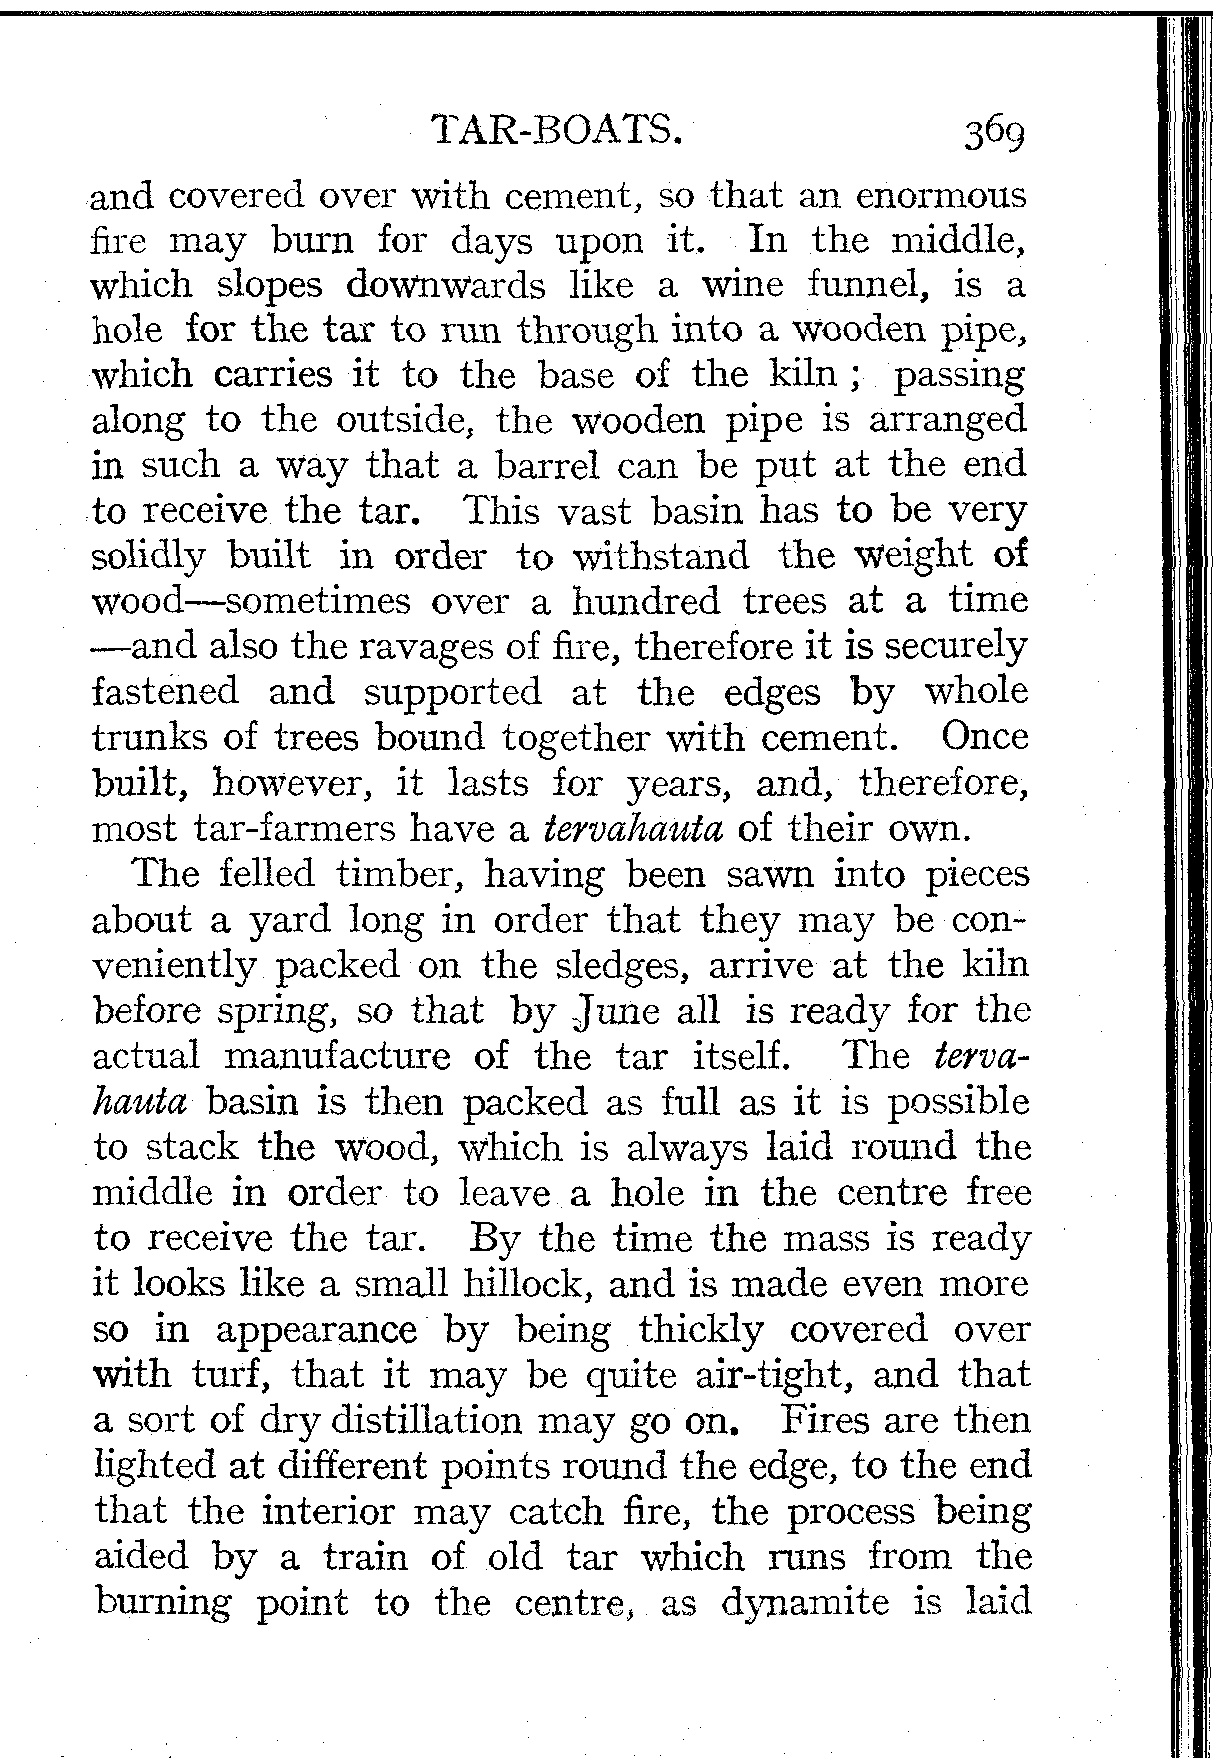 TAR-BOATS. 369
and covered over with cement, so that an enormous
fire may burn for days upon it. In the middle,
which slopes downwards like a wine funnel, is a
hole for the tar to run through into a wooden pipe,
which carries it to the base of the kiln ; passing
along to the outside, the wooden pipe is arranged
in such a way that a barrel can be put at the end
to receive the tar. This vast basin has to be very
solidly built in order to withstand the weight of
wood—sometimes over a hundred trees at a time
—and also the ravages of fire, therefore it is securely
fastened and supported at the edges by whole
trunks of trees bound together with cement. Once
built, however, it lasts for years, and, therefore,
most tar-farmers have a tervahauta of their own.
The felled timber, having been sawn into pieces
about a yard long in order that they may be con-
veniently packed on the sledges, arrive at the kiln
before spring, so that by June all is ready for the
actual manufacture of the tar itself. The terva-
hauta basin is then packed as full as it is possible
to stack the wood, which is always laid round the
middle in order to leave a hole in the centre free
to receive the tar. By the time the mass is ready
it looks like a small hillock, and is made even more
so in appearance by being thickly covered over
with turf, that it may be quite air-tight, and that
a sort of dry distillation may go on. Fires are then
lighted at different points round the edge, to the end
that the interior may catch fire, the process being
aided by a train of old tar which runs from the
burning point to the centre, as dynamite is laid